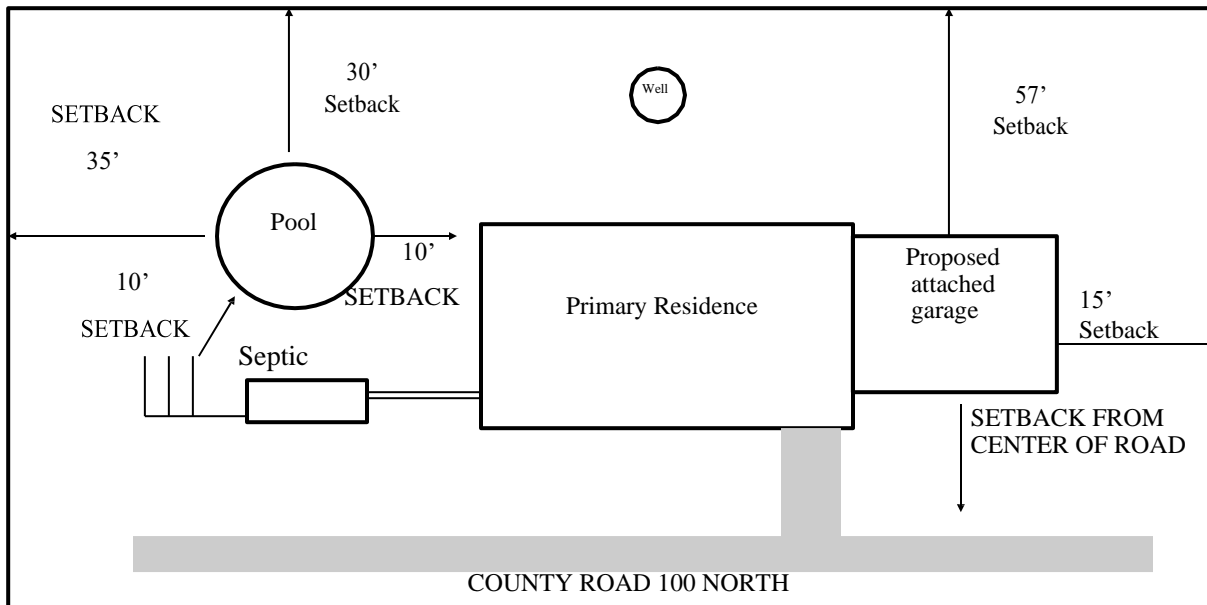 30’
Setback
Well
57’
Setback
SETBACK
35’
Pool
10’
SETBACK
10’
SETBACK
Primary Residence
Proposed
attached
garage
15’
Setback
Septic
SETBACK FROM
CENTER OF ROAD
COUNTY ROAD 100 NORTH